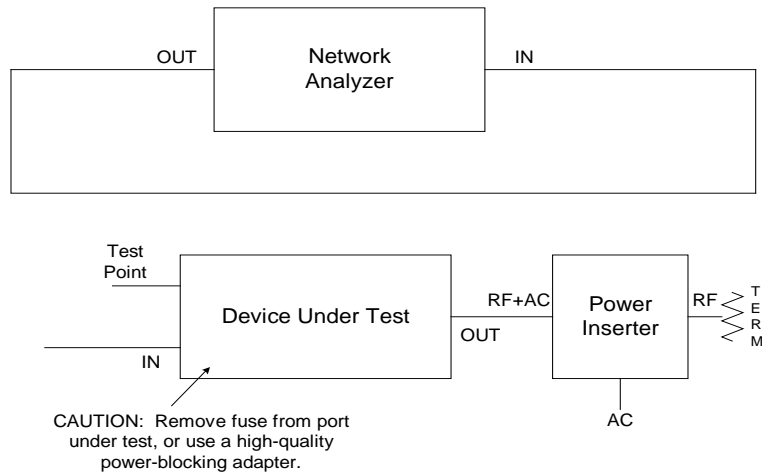 Network
Analyzer
OUT
IN
Test
Point
Device Under Test
IN
OUT
RF+AC
Power
Inserter
RF
TERM
AC
CAUTION: Remove fuse from port
under test, or use a high-quality
power-blocking adapter.